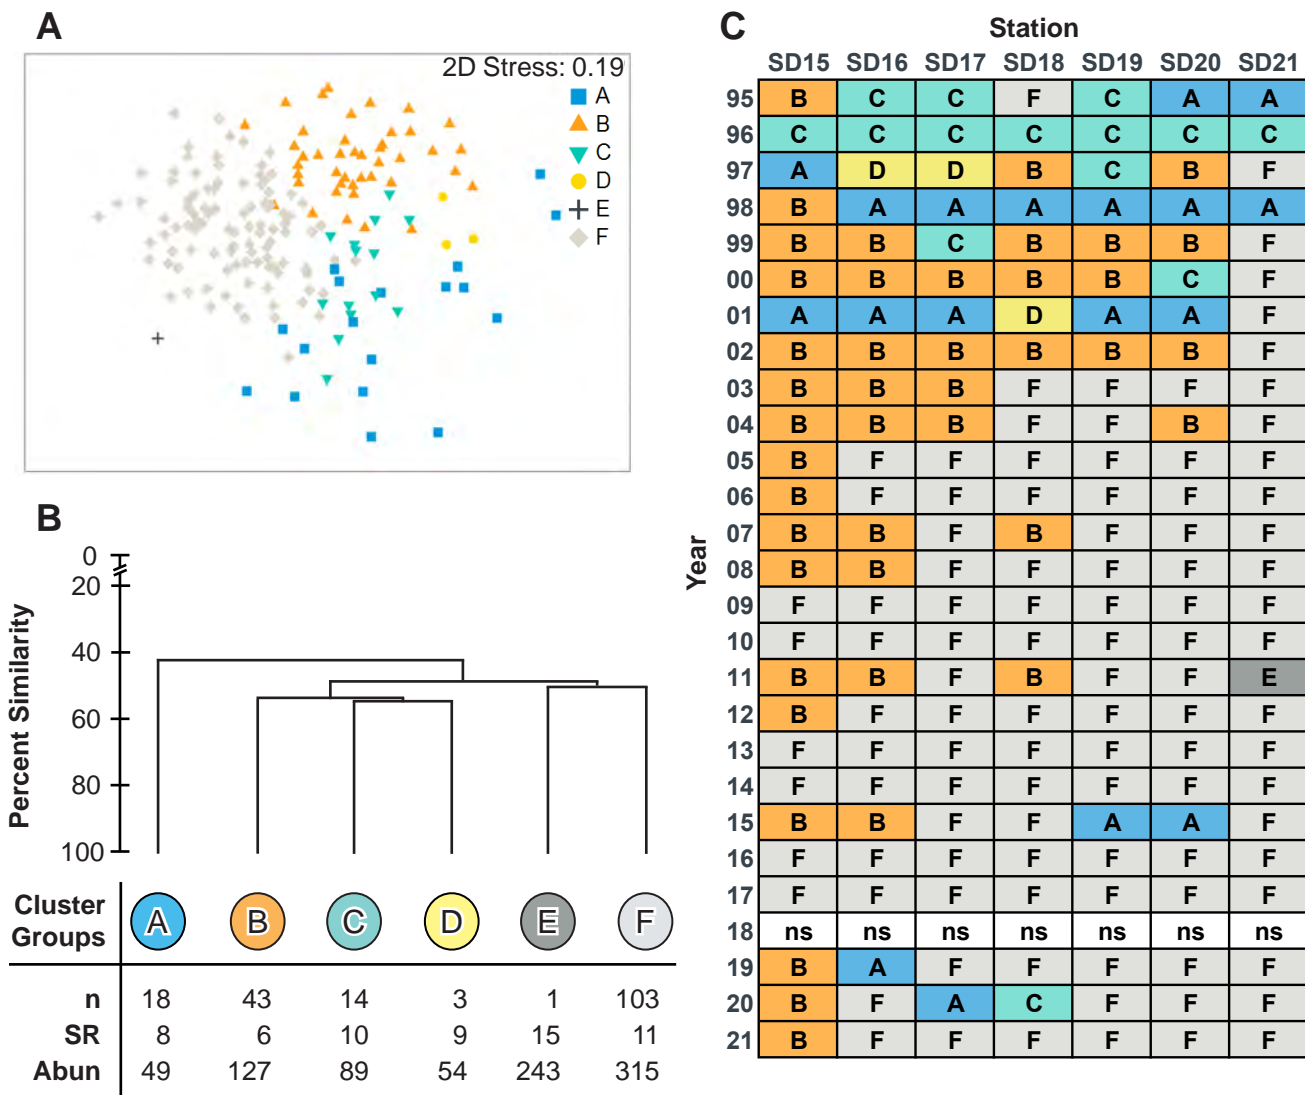 A
2D Stress: 0.19
A
B
C
D
E
F
B
Percent Similarity
0
20
40
60
80
100
Cluster Groups A B C D E F
n 18 43 14 3 1 103
SR 8 6 10 9 15 11
Abun 49 127 89 54 243 315
C
Station
SD15 SD16 SD17 SD18 SD19 SD20 SD21
Year
95 B C C F C A A
96 C C C C C C C
97 A D D B C B F
98 B A A A A A A
99 B B C B B B F
00 B B B B B C F
01 A A A D A A F
02 B B B B B B F
03 B B B F F F F
04 B B B F F B F
05 B F F F F F F
06 B F F F F F F
07 B B F B F F F
08 B B F F F F F
09 F F F F F F F
10 F F F F F F F
11 B B F B F F E
12 B F F F F F F
13 F F F F F F F
14 F F F F F F F
15 B B F F A A F
16 F F F F F F F
17 F F F F F F F
18 ns ns ns ns ns ns ns
19 B A F F F F F
20 B F A C F F F
21 B F F F F F F